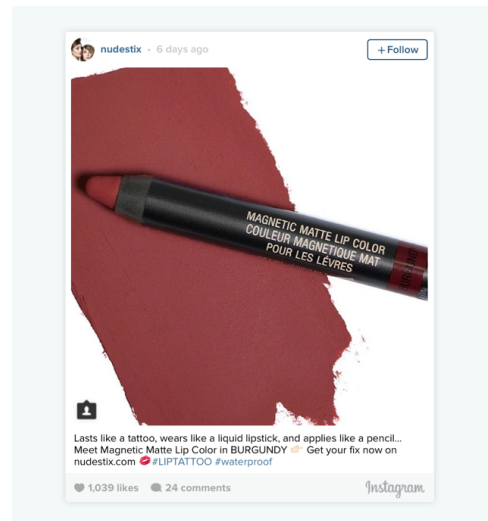 nudestix • 6 days ago
+ Follow
MAGNETIC MATTE LIP COLOR
COULEUR MAGNETIQUE MAT
POUR LES LÉVRES
Lasts like a tattoo, wears like a liquid lipstick, and applies like a pencil...
Meet Magnetic Matte Lip Color in BURGUNDY 👉🏻 Get your fix now on
nudestix.com 💋#LIPTATTOO #waterproof
1,039 likes 24 comments
Instagram